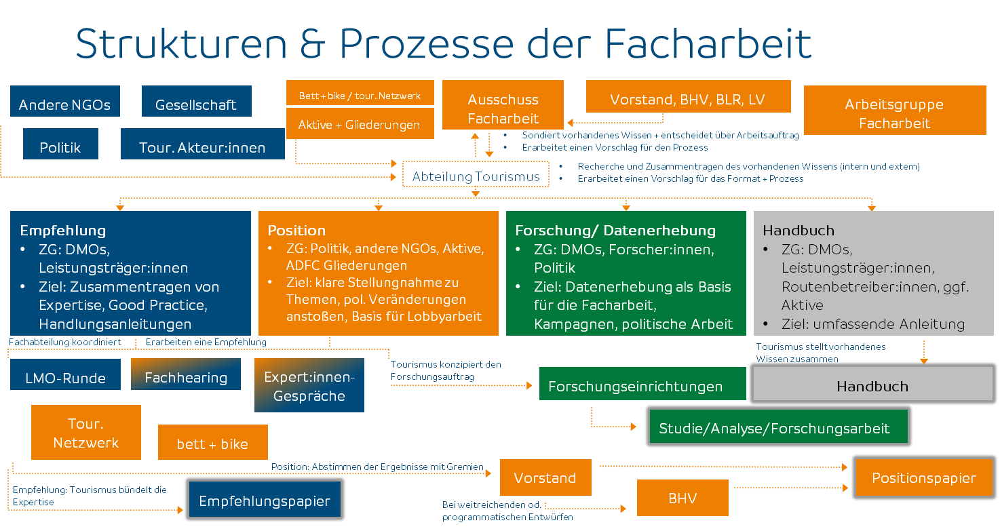 Strukturen & Prozesse der Facharbeit
Andere NGOs
Gesellschaft
Politik
Tour. Akteur:innen
Bett + bike / tour. Netzwerk
Aktive + Gliederungen
Ausschuss
Facharbeit
Vorstand, BHV, BLR, LV
Arbeitsgruppe
Facharbeit
• Sondiert vorhandenes Wissen + entscheidet über Arbeitsauftrag
• Erarbeitet einen Vorschlag für den Prozess
Abteilung Tourismus
• Recherche und Zusammentragen des vorhandenen Wissens (intern und extern)
• Erarbeitet einen Vorschlag für das Format + Prozess
Empfehlung
• ZG: DMOs,
Leistungsträger:innen
• Ziel: Zusammentragen von
Expertise, Good Practice,
Handlungsanleitungen
Position
• ZG: Politik, andere NGOs, Aktive,
ADFC Gliederungen
• Ziel: klare Stellungnahme zu
Themen, pol. Veränderungen
anstoßen, Basis für Lobbyarbeit
Forschung/ Datenerhebung
• ZG: DMOs, Forscher:innen,
Politik
• Ziel: Datenerhebung als Basis
für die Facharbeit,
Kampagnen, politische Arbeit
Handbuch
• ZG: DMOs,
Leistungsträger:innen,
Routenbetreiber:innen, ggf.
Aktive
• Ziel: umfassende Anleitung
Fachabteilung koordiniert
Erarbeiten eine Empfehlung
LMO-Runde
Fachhearing
Expert:innen-
Gespräche
Tour.
Netzwerk
bett + bike
Tourismus konzipiert den
Forschungsauftrag
Forschungseinrichtungen
Studie/Analyse/Forschungsarbeit
Tourismus stellt vorhandenes
Wissen zusammen
Handbuch
Position: Abstimmen der Ergebnisse mit Gremien
Vorstand
Positionspapier
Empfehlung: Tourismus bündelt die
Expertise
Empfehlungspapier
Bei weitreichenden od.
programmatischen Entwürfen
BHV